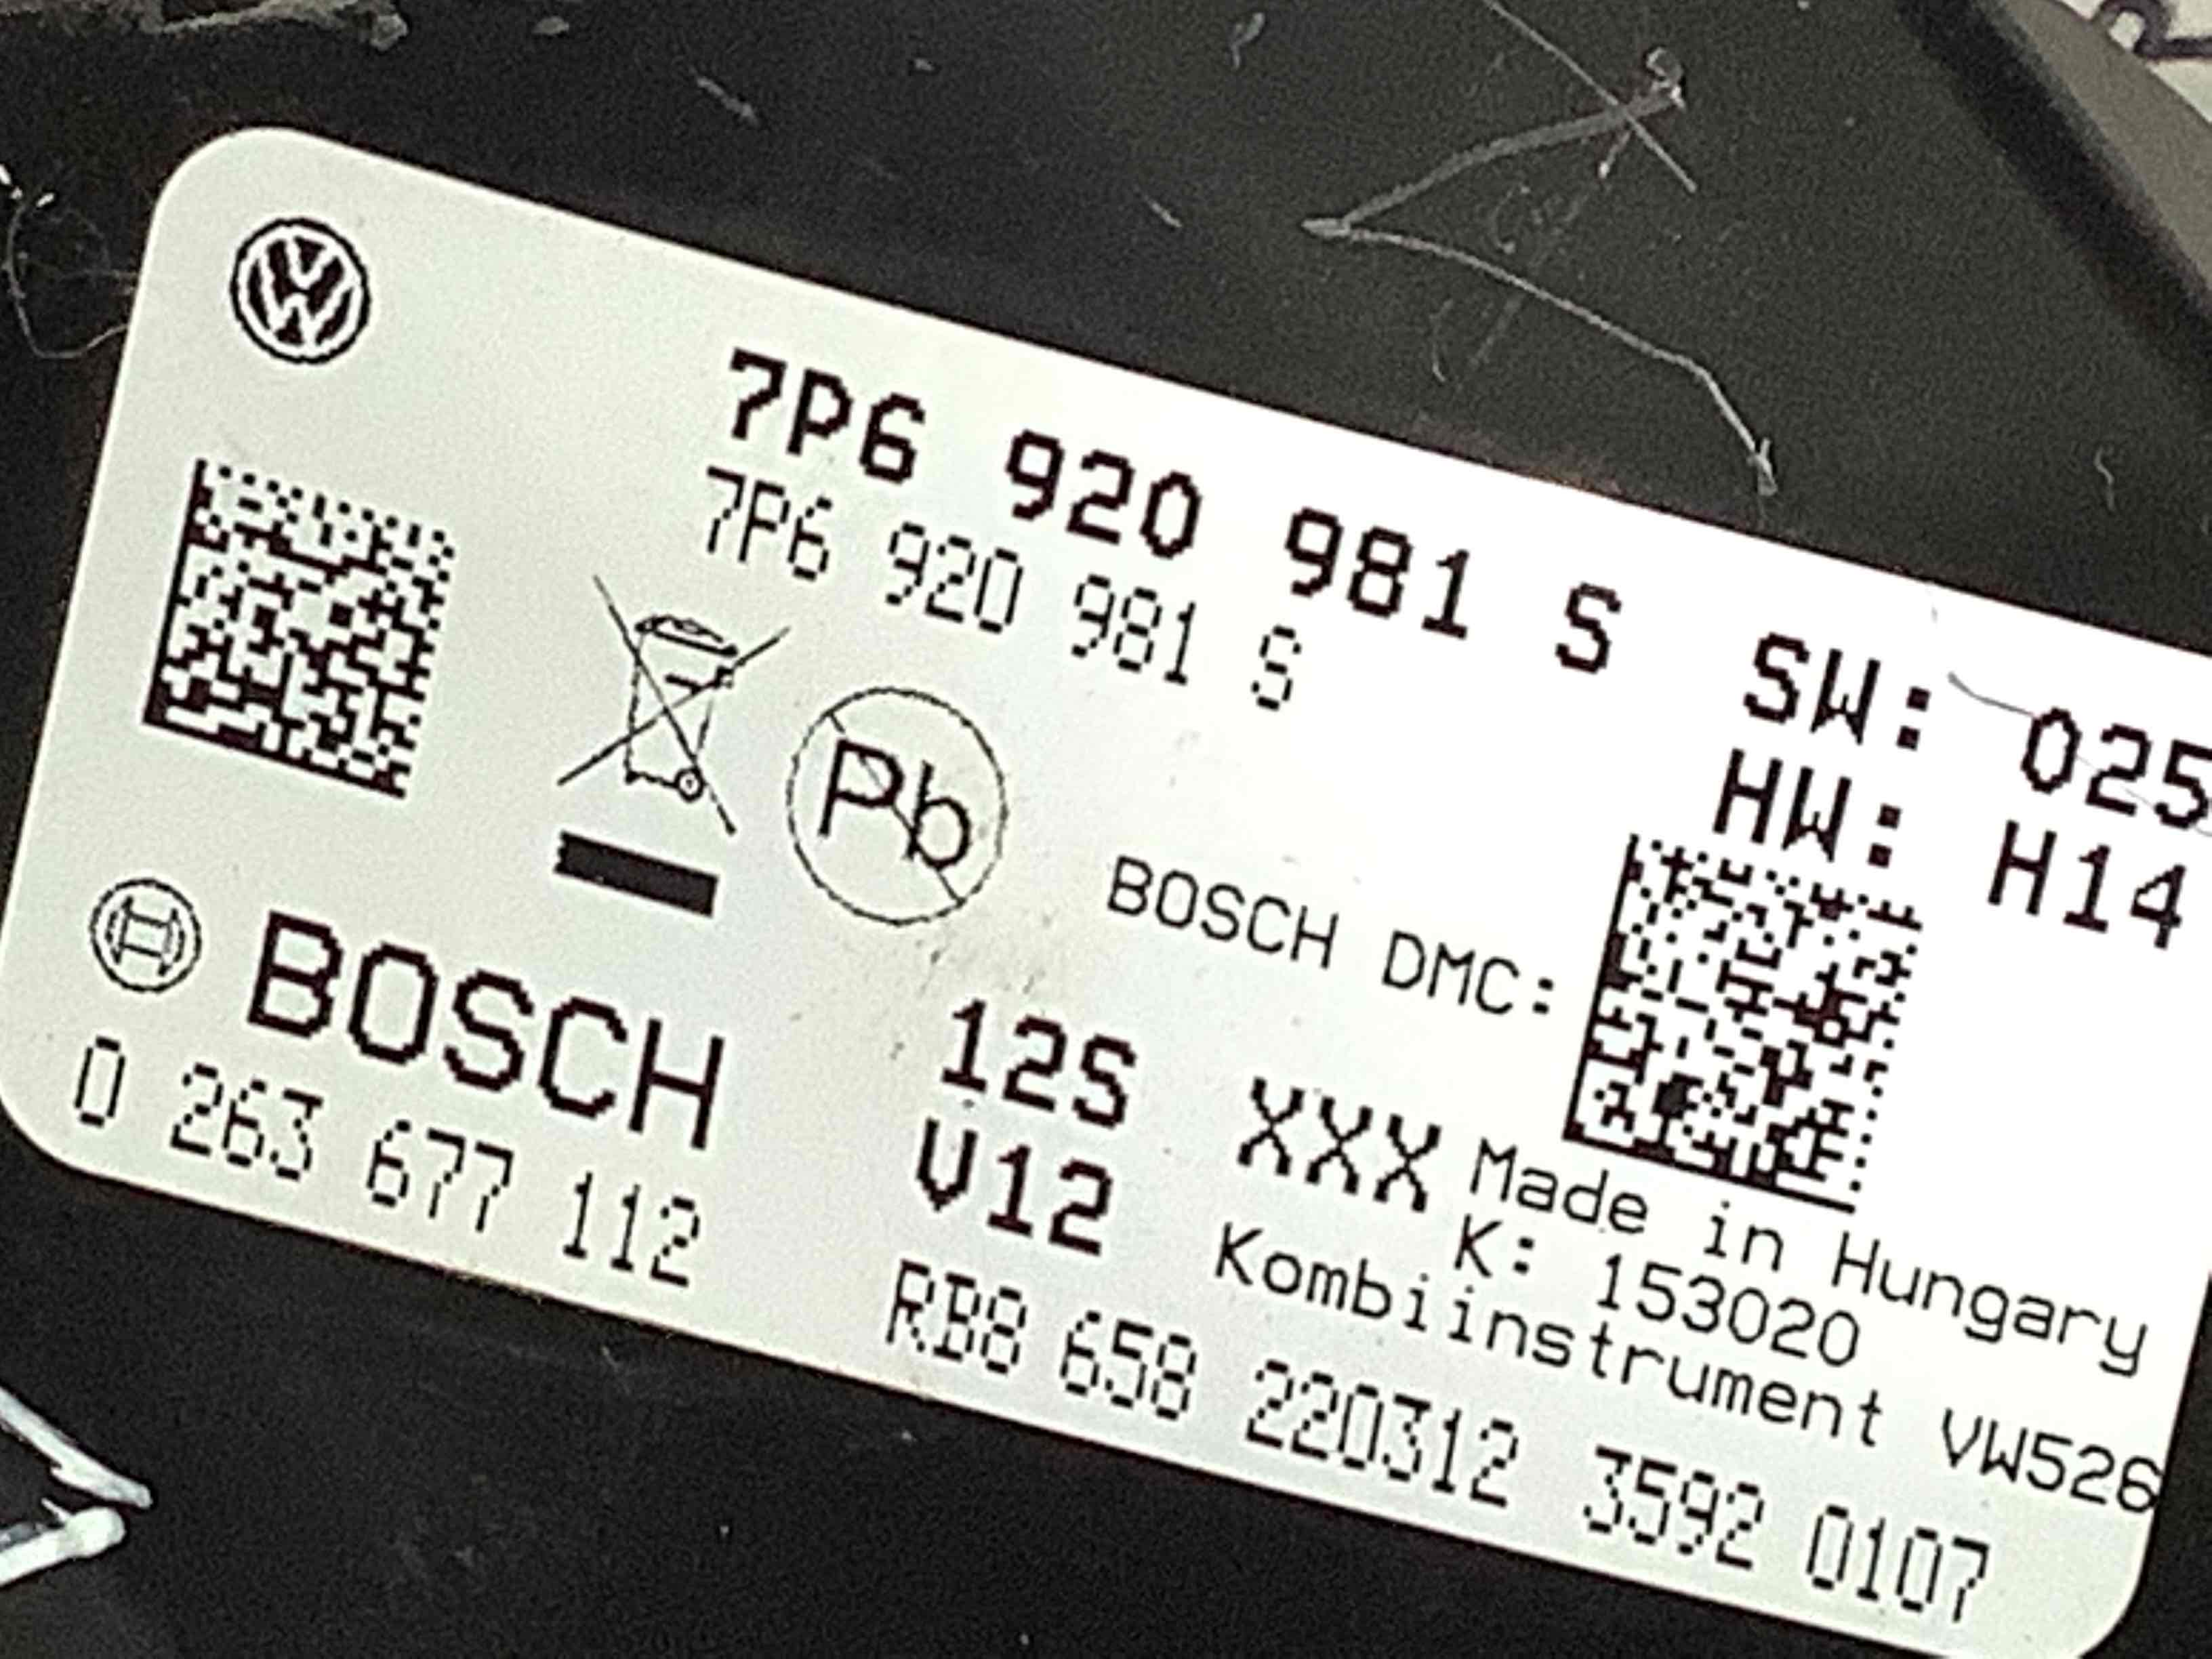 7P6 920 981 S SW: 025
7P6 920 981 S
HW: H14
Pb
BOSCH DMC:
BOSCH
0 263 677 112
12S XXX
V12
Made in Hungary
K: 153020
Kombiinstrument VW526
RB8 658 220312 3592 0107